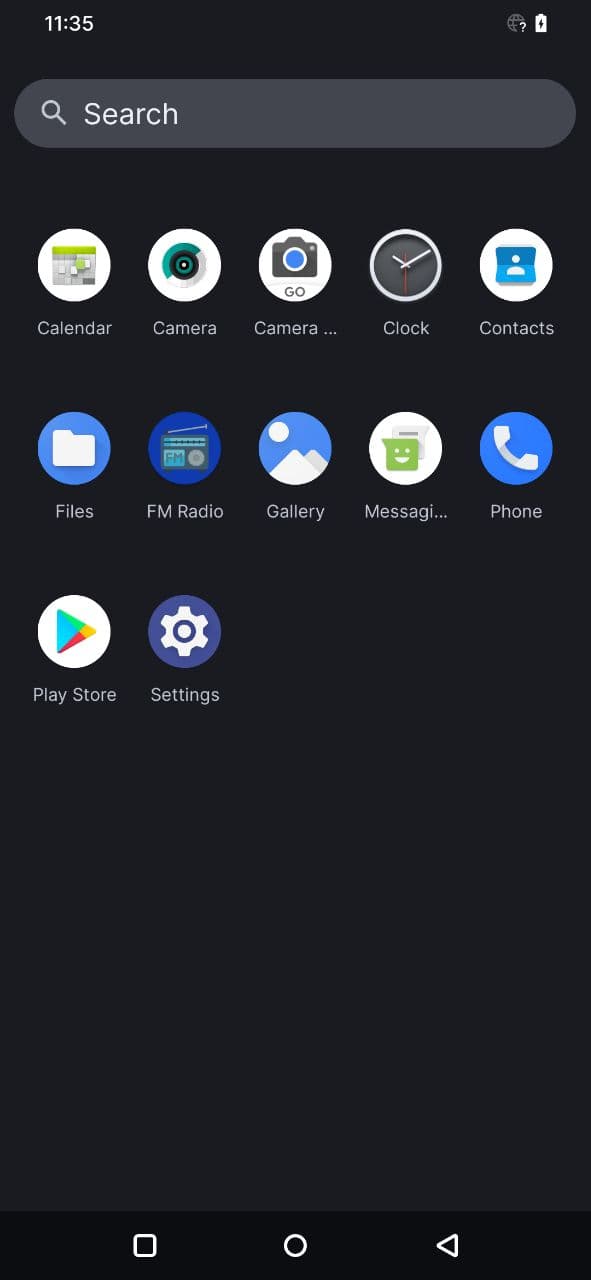 11:35
?
Search
GO
Calendar
Camera
Camera ...
Clock
Contacts
FM
Files
FM Radio
Gallery
Messagi...
Phone
Play Store
Settings